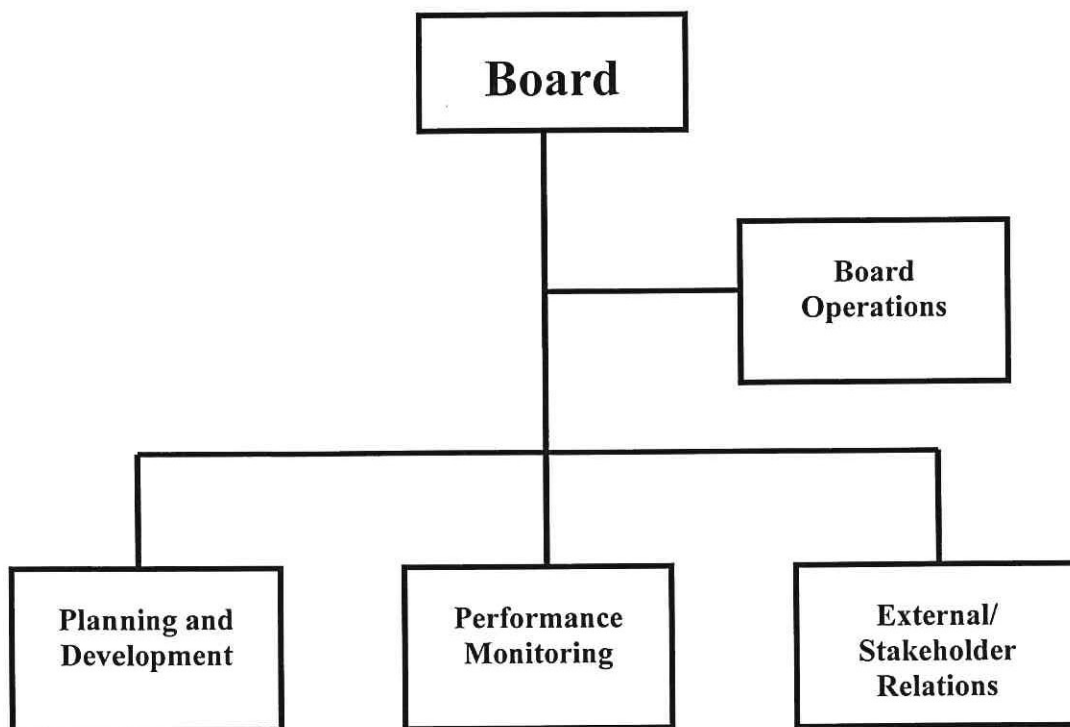 Board
Board
Operations
Planning and
Development
Performance
Monitoring
External/
Stakeholder
Relations